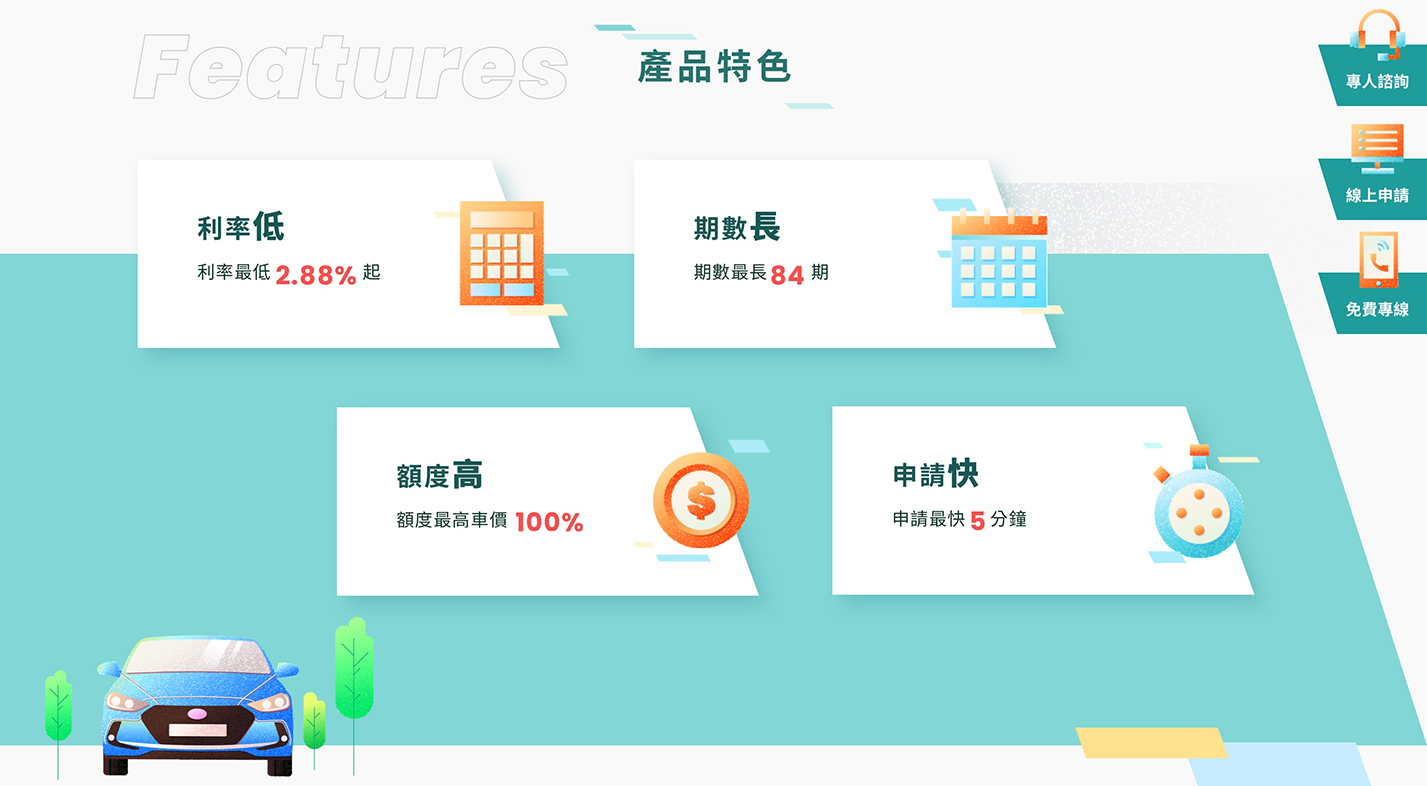 Features
產品特色
專人諮詢
線上申請
免費專線
利率低
利率最低 2.88% 起
期數長
期數最長 84 期
額度高
額度最高車價 100%
申請快
申請最快 5 分鐘